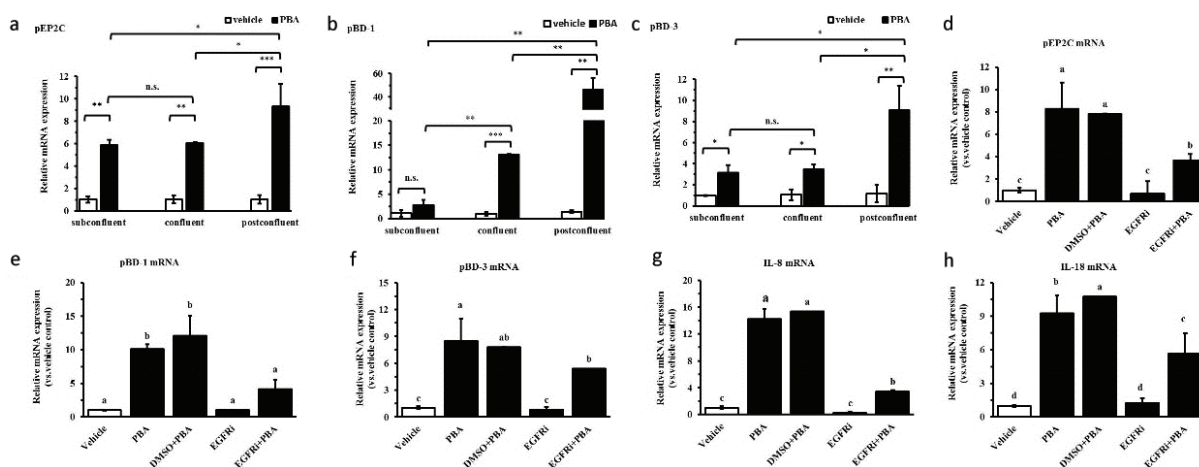 a
pEP2C
vehicle PBA
*
*
***
n.s.
**
**
Relative mRNA expression
12
10
8
6
4
2
0
subconfluent confluent postconfluent
b
pBD-1
vehicle PBA
**
**
**
**
***
n.s.
Relative mRNA expression
60
40
20
25
20
15
10
5
0
subconfluent confluent postconfluent
c
pBD-3
vehicle PBA
*
*
**
n.s.
*
*
Relative mRNA expression
12
10
8
6
4
2
0
subconfluent confluent postconfluent
d
pEP2C mRNA
Relative mRNA expression
(vs.vehicle control)
12
10
8
6
4
2
0
c a a c b
Vehicle PBA DMSO+PBA EGFRi EGFRi+PBA
e
pBD-1 mRNA
Relative mRNA expression
(vs.vehicle control)
20
15
10
5
0
a b b a a
Vehicle PBA DMSO+PBA EGFRi EGFRi+PBA
f
pBD-3 mRNA
Relative mRNA expression
(vs.vehicle control)
15
12
9
6
3
0
c a ab c b
Vehicle PBA DMSO+PBA EGFRi EGFRi+PBA
g
IL-8 mRNA
Relative mRNA expression
(vs.vehicle control)
20
16
12
8
4
0
c a a c b
Vehicle PBA DMSO+PBA EGFRi EGFRi+PBA
h
IL-18 mRNA
Relative mRNA expression
(vs.vehicle control)
12
9
6
3
0
d b a d c
Vehicle PBA DMSO+PBA EGFRi EGFRi+PBA